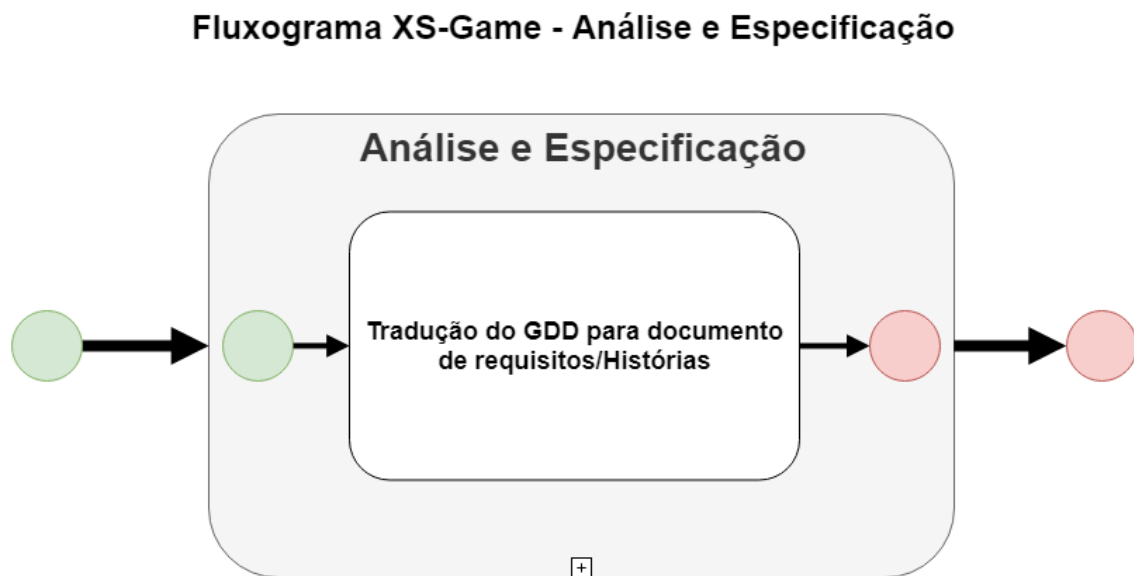 Fluxograma XS-Game - Análise e Especificação
Análise e Especificação
Tradução do GDD para documento
de requisitos/Histórias
+